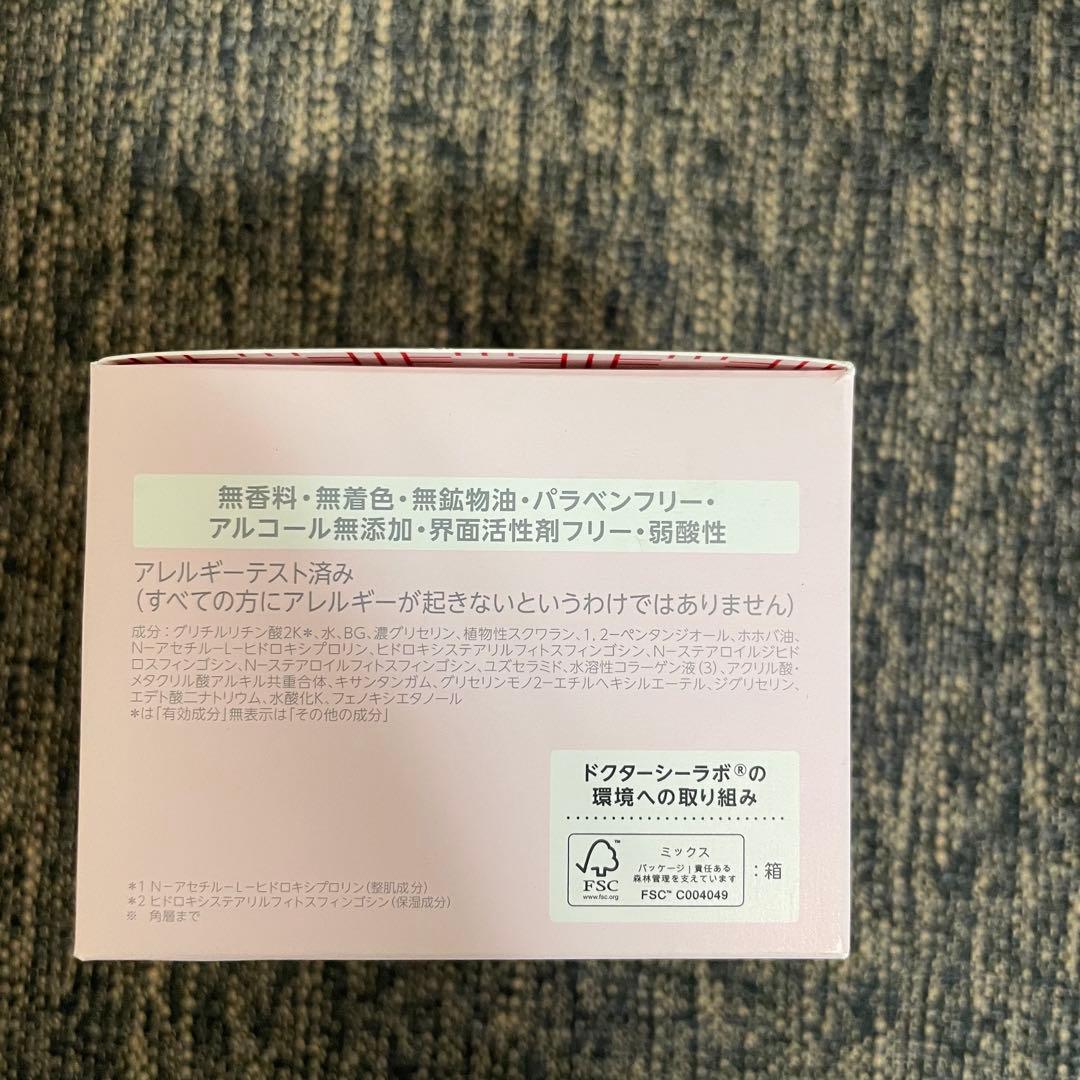 無香料・無着色・無鉱物油・パラベンフリー・
アルコール無添加・界面活性剤フリー・弱酸性
アレルギーテスト済み
(すべての方にアレルギーが起きないというわけではありません)
成分：グリチルリチン酸2K*、水、BG、濃グリセリン、植物性スクワラン、1，2-ペンタンジオール、ホホバ油、
N-アセチル-L-ヒドロキシプロリン、ヒドロキシステアリルフィトスフィンゴシン、N-ステアロイルジヒド
ロスフィンゴシン、N-ステアロイルフィトスフィンゴシン、ユズセラミド、水溶性コラーゲン液(3)、アクリル酸・
メタクリル酸アルキル共重合体、キサンタンガム、グリセリンモノ2-エチルヘキシルエーテル、ジグリセリン、
エデト酸二ナトリウム、水酸化K、フェノキシエタノール
*は「有効成分」無表示は「その他の成分」
ドクターシーラボ®の
環境への取り組み
ミックス
パッケージ | 責任ある
森林管理を支えています
FSC™ C004049
FSC
www.fsc.org
：箱
*1 N-アセチル-L-ヒドロキシプロリン(整肌成分)
*2 ヒドロキシステアリルフィトスフィンゴシン(保湿成分)
※ 角層まで